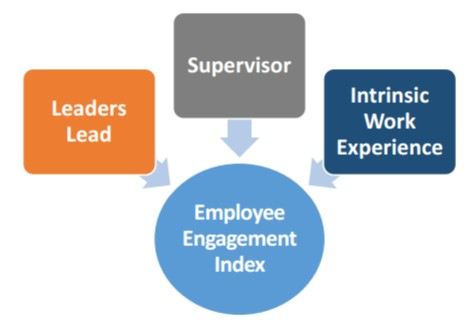 Supervisor
Leaders
Lead
Intrinsic
Work
Experience
Employee
Engagement
Index